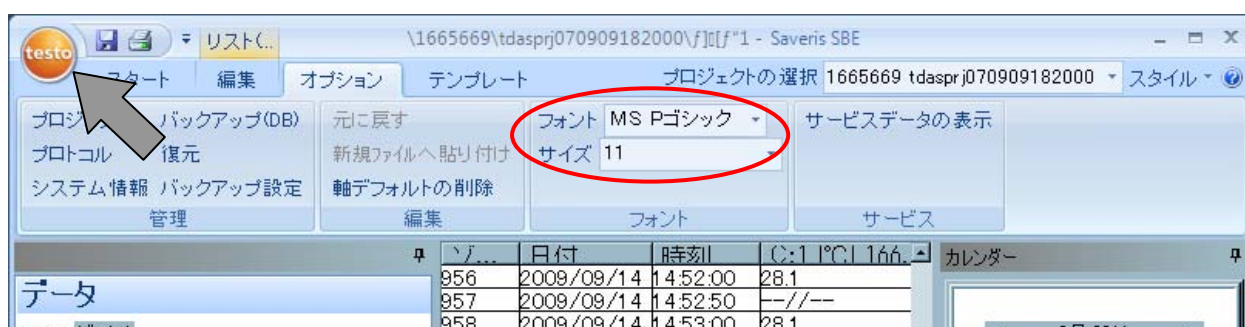 testo リスト(... \1665669\tdasprj070909182000\ƒ]□[ƒ"1 - Saveris SBE
スタート 編集 オプション テンプレート プロジェクトの選択 1665669 tdasprj070909182000 スタイル
バックアップ(DB) 元に戻す フォント MS Pゴシック サービスデータの表示
プロトコル 復元 新規ファイルへ貼り付け サイズ 11
システム情報 バックアップ設定 軸デフォルトの削除
管理 編集 フォント サービス
ゾ... 日付 時刻 C:1 [°C] 166. カレンダー
956 2009/09/14 14:52:00 28.1
データ
957 2009/09/14 14:52:50 --//--
958 2009/09/14 14:53:00 28.1